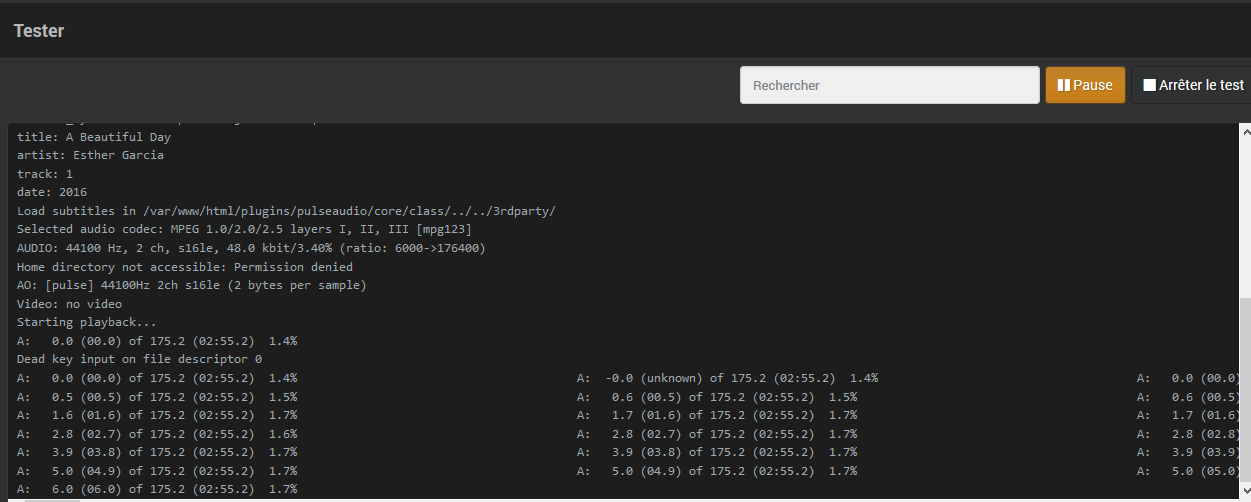 Tester
Rechercher
Pause
Arrêter le test
title: A Beautiful Day
artist: Esther Garcia
track: 1
date: 2016
Load subtitles in /var/www/html/plugins/pulseaudio/core/class/../../3rdparty/
Selected audio codec: MPEG 1.0/2.0/2.5 layers I, II, III [mpg123]
AUDIO: 44100 Hz, 2 ch, s16le, 48.0 kbit/3.40% (ratio: 6000->176400)
Home directory not accessible: Permission denied
AO: [pulse] 44100Hz 2ch s16le (2 bytes per sample)
Video: no video
Starting playback...
A:   0.0 (00.0) of 175.2 (02:55.2)  1.4%
Dead key input on file descriptor 0
A:   0.0 (00.0) of 175.2 (02:55.2)  1.4% A:  -0.0 (unknown) of 175.2 (02:55.2)  1.4% A:   0.0 (00.0)
A:   0.5 (00.5) of 175.2 (02:55.2)  1.5% A:   0.6 (00.5) of 175.2 (02:55.2)  1.5% A:   0.6 (00.5)
A:   1.6 (01.6) of 175.2 (02:55.2)  1.7% A:   1.7 (01.6) of 175.2 (02:55.2)  1.7% A:   1.7 (01.6)
A:   2.8 (02.7) of 175.2 (02:55.2)  1.6% A:   2.8 (02.7) of 175.2 (02:55.2)  1.7% A:   2.8 (02.8)
A:   3.9 (03.8) of 175.2 (02:55.2)  1.7% A:   3.9 (03.8) of 175.2 (02:55.2)  1.7% A:   3.9 (03.9)
A:   5.0 (04.9) of 175.2 (02:55.2)  1.7% A:   5.0 (04.9) of 175.2 (02:55.2)  1.7% A:   5.0 (05.0)
A:   6.0 (06.0) of 175.2 (02:55.2)  1.7%